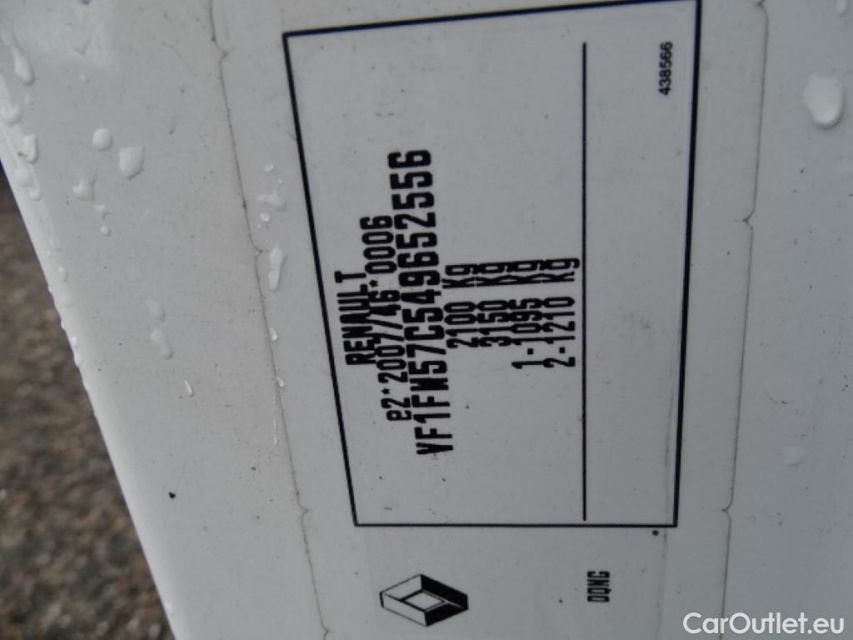 RENAULT
e2*2007/46*0006
VF1FW57C549652556
2100 Kg
3150 Kg
1-1095 Kg
2-1210 Kg
438566
CarOutlet.eu